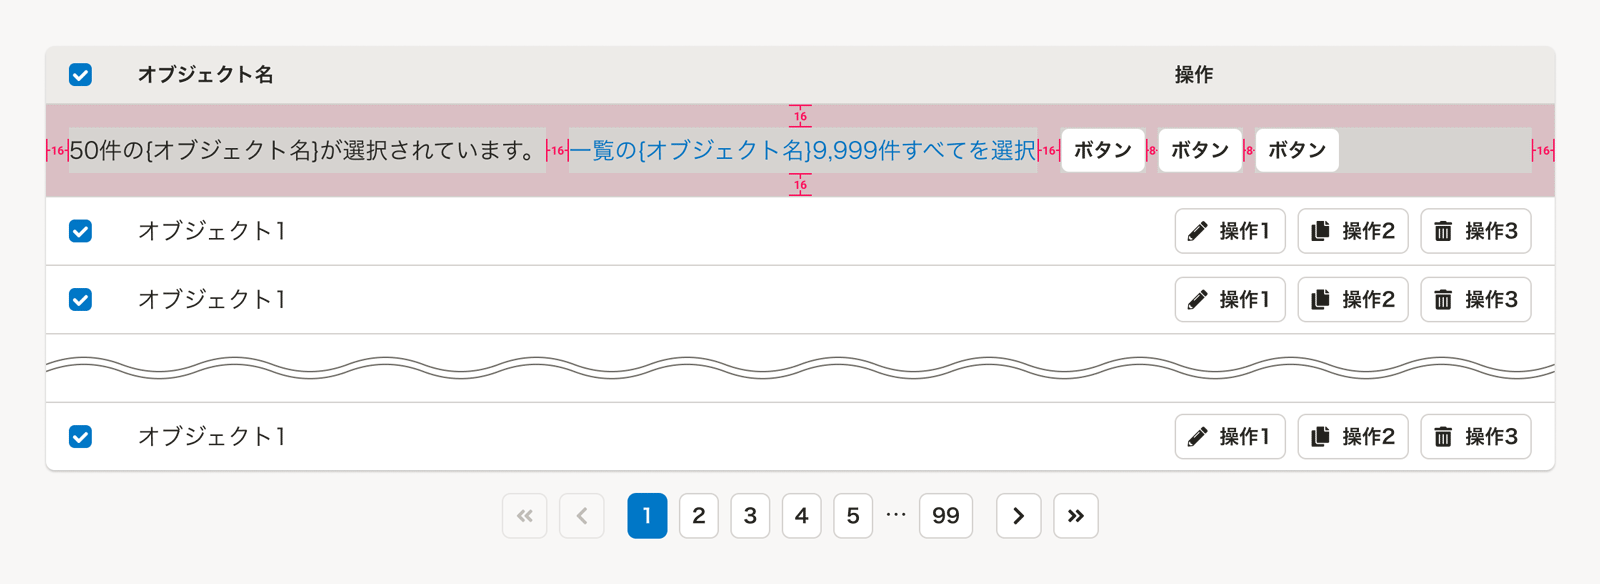 オブジェクト名 操作
16
16 50件の{オブジェクト名}が選択されています。 16 一覧の{オブジェクト名}9,999件すべてを選択 16 ボタン 8 ボタン 8 ボタン 16
16
オブジェクト1 操作1 操作2 操作3
オブジェクト1 操作1 操作2 操作3
オブジェクト1 操作1 操作2 操作3
1 2 3 4 5 … 99